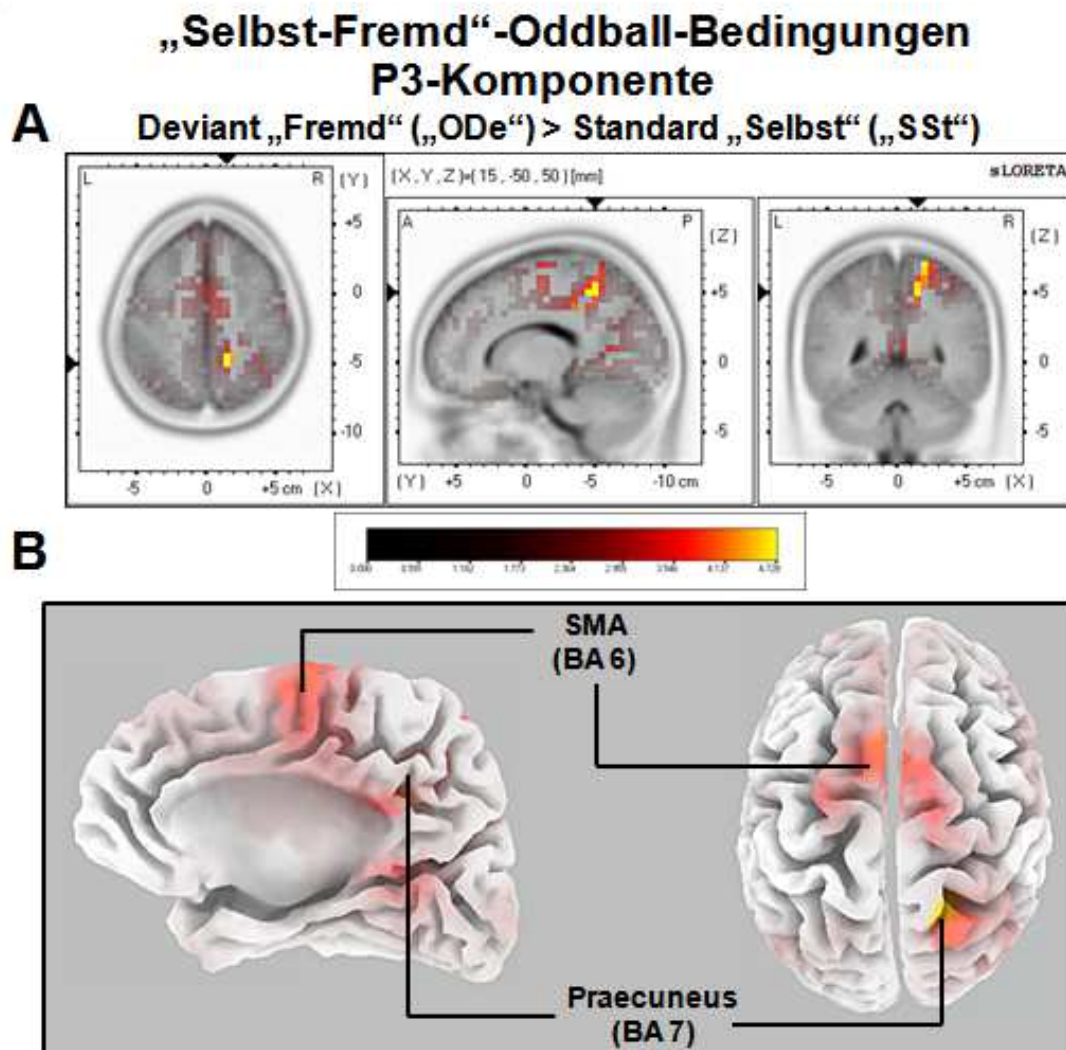 „Selbst-Fremd“-Oddball-Bedingungen
P3-Komponente
A
Deviant „Fremd“ („ODe“) > Standard „Selbst“ („SSt“)
L R (Y)
+5
0
-5
-10
-5 0 +5 cm (X)
(X, Y, Z)=(15, -50, 50) [mm]
A P (Z)
+5
0
-5
(Y) +5 0 -5 -10 cm
sLORETA
L R (Z)
+5
0
-5
-5 0 +5 cm (X)
B
SMA
(BA 6)
Praecuneus
(BA 7)